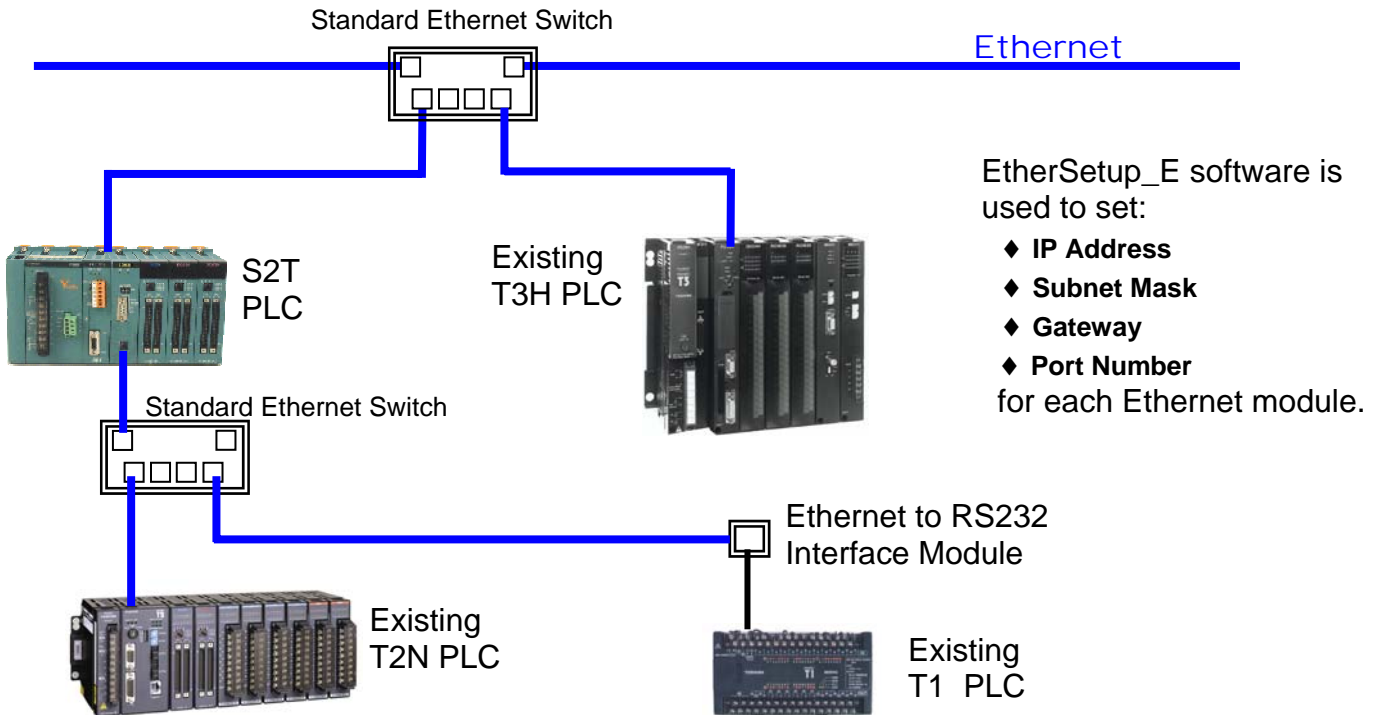 Standard Ethernet Switch
Ethernet
EtherSetup_E software is
used to set:
♦ IP Address
♦ Subnet Mask
♦ Gateway
♦ Port Number
for each Ethernet module.
S2T
PLC
Existing
T3H PLC
T3
Standard Ethernet Switch
Ethernet to RS232
Interface Module
Existing
T2N PLC
Existing
T1 PLC
T1